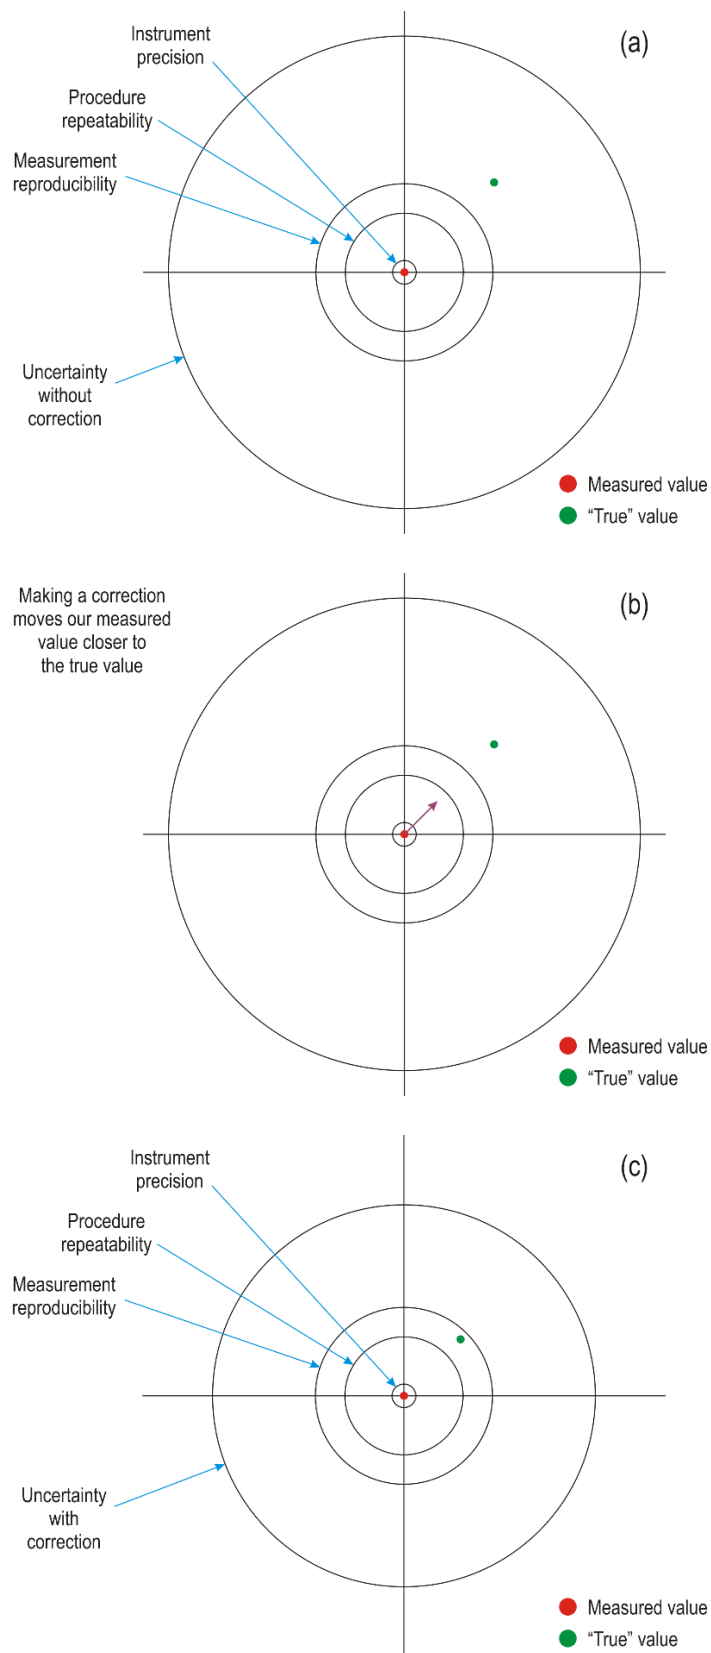 Instrument
precision
(a)
Procedure
repeatability
Measurement
reproducibility
Uncertainty
without
correction
Measured value
“True” value
Making a correction
moves our measured
value closer to
the true value
(b)
Measured value
“True” value
Instrument
precision
(c)
Procedure
repeatability
Measurement
reproducibility
Uncertainty
with
correction
Measured value
“True” value